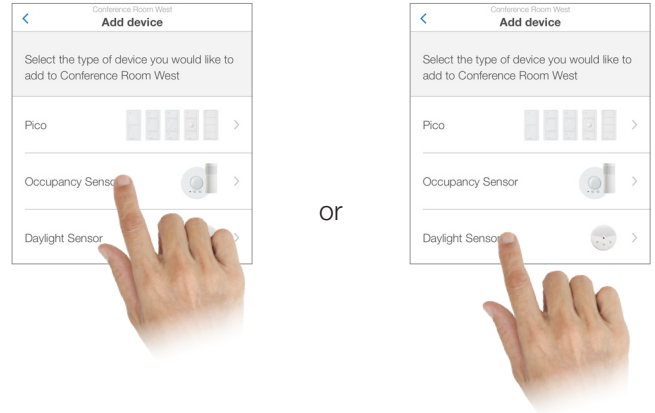 Conference Room West
Add device
Select the type of device you would like to
add to Conference Room West
Pico
Occupancy Sensor
Daylight Sensor
or
Conference Room West
Add device
Select the type of device you would like to
add to Conference Room West
Pico
Occupancy Sensor
Daylight Sensor